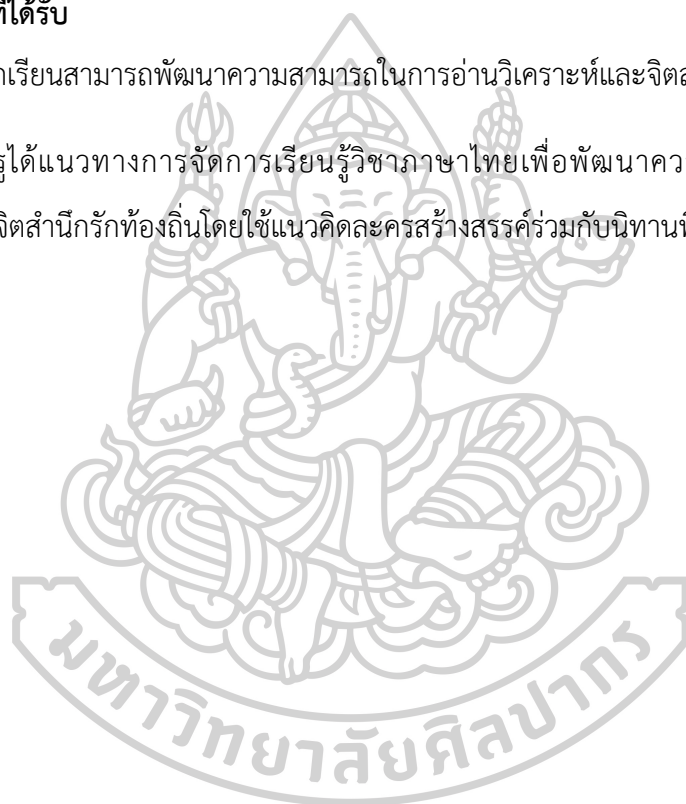 ที่ได้รับ
เรียนสามารถพัฒนาความสามารถในการอ่านวิเคราะห์และจิต
ได้แนวทางการจัดการเรียนรู้วิชาภาษาไทยเพื่อพัฒนา
จิตสำนึกรักท้องถิ่นโดยใช้แนวคิดละครสร้างสรรค์ร่วมกับนิทาน
มหาวิทยาลัยศิลปากร